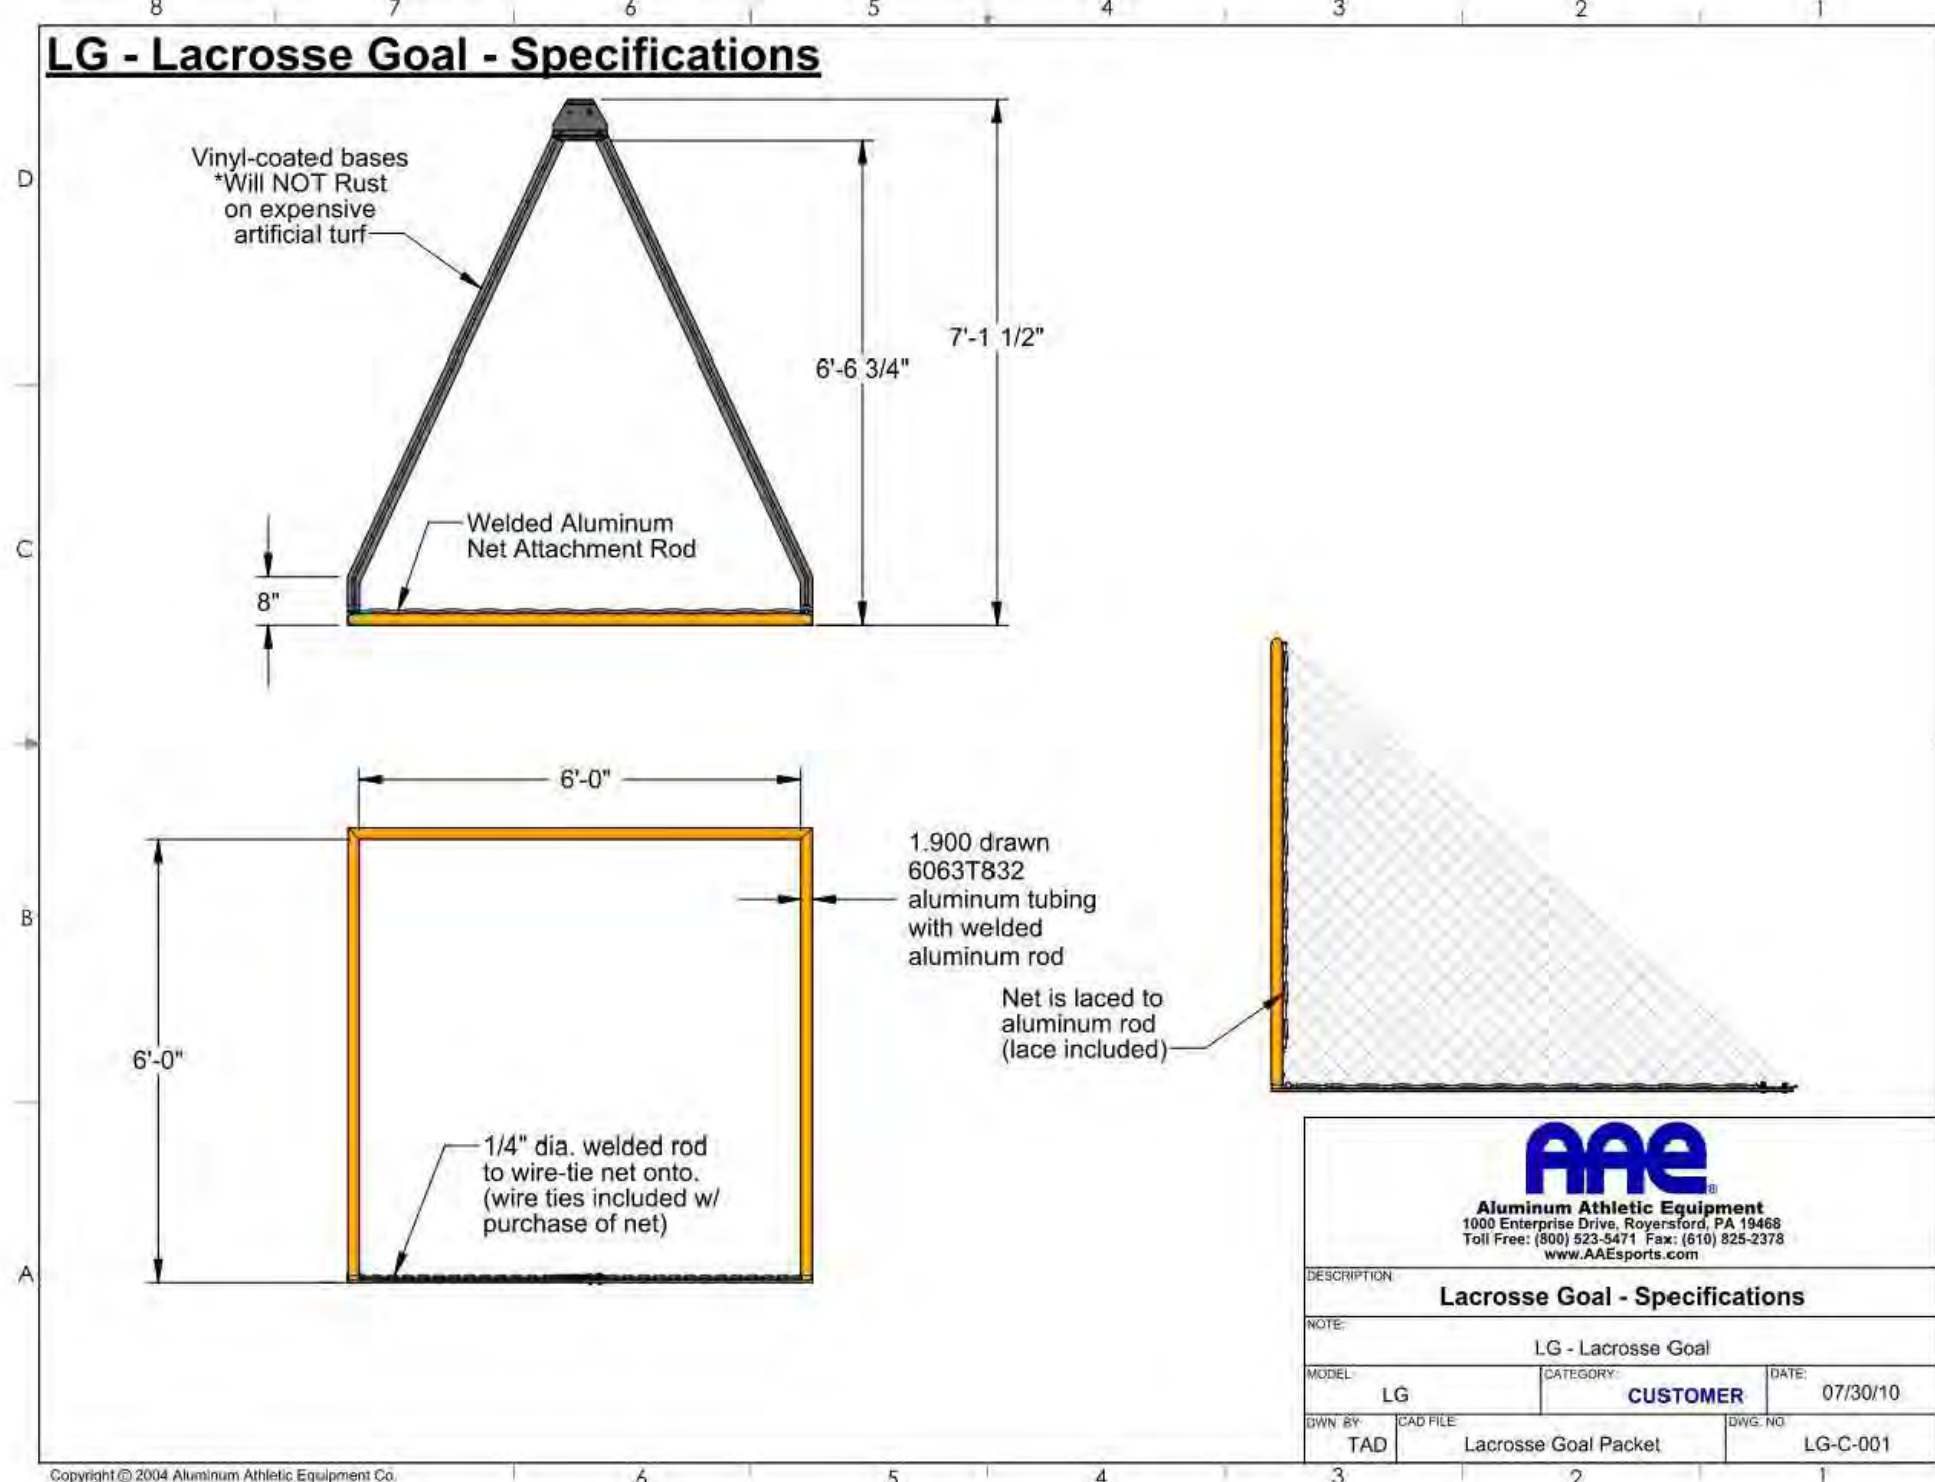 8 7 6 5 4 3 2 1
LG - Lacrosse Goal - Specifications
D
Vinyl-coated bases
*Will NOT Rust
on expensive
artificial turf
7'-1 1/2"
6'-6 3/4"
Welded Aluminum
Net Attachment Rod
C
8"
6'-0"
1.900 drawn
6063T832
aluminum tubing
with welded
aluminum rod
B
Net is laced to
aluminum rod
(lace included)
6'-0"
1/4" dia. welded rod
to wire-tie net onto.
(wire ties included w/
purchase of net)
A
AAE®
Aluminum Athletic Equipment
1000 Enterprise Drive, Royersford, PA 19468
Toll Free: (800) 523-5471 Fax: (610) 825-2378
www.AAEsports.com
DESCRIPTION:
Lacrosse Goal - Specifications
NOTE:
LG - Lacrosse Goal
MODEL: CATEGORY: DATE:
LG CUSTOMER 07/30/10
DWN. BY: CAD FILE: DWG. NO.
TAD Lacrosse Goal Packet LG-C-001
Copyright © 2004 Aluminum Athletic Equipment Co.
6 5 4 3 2 1